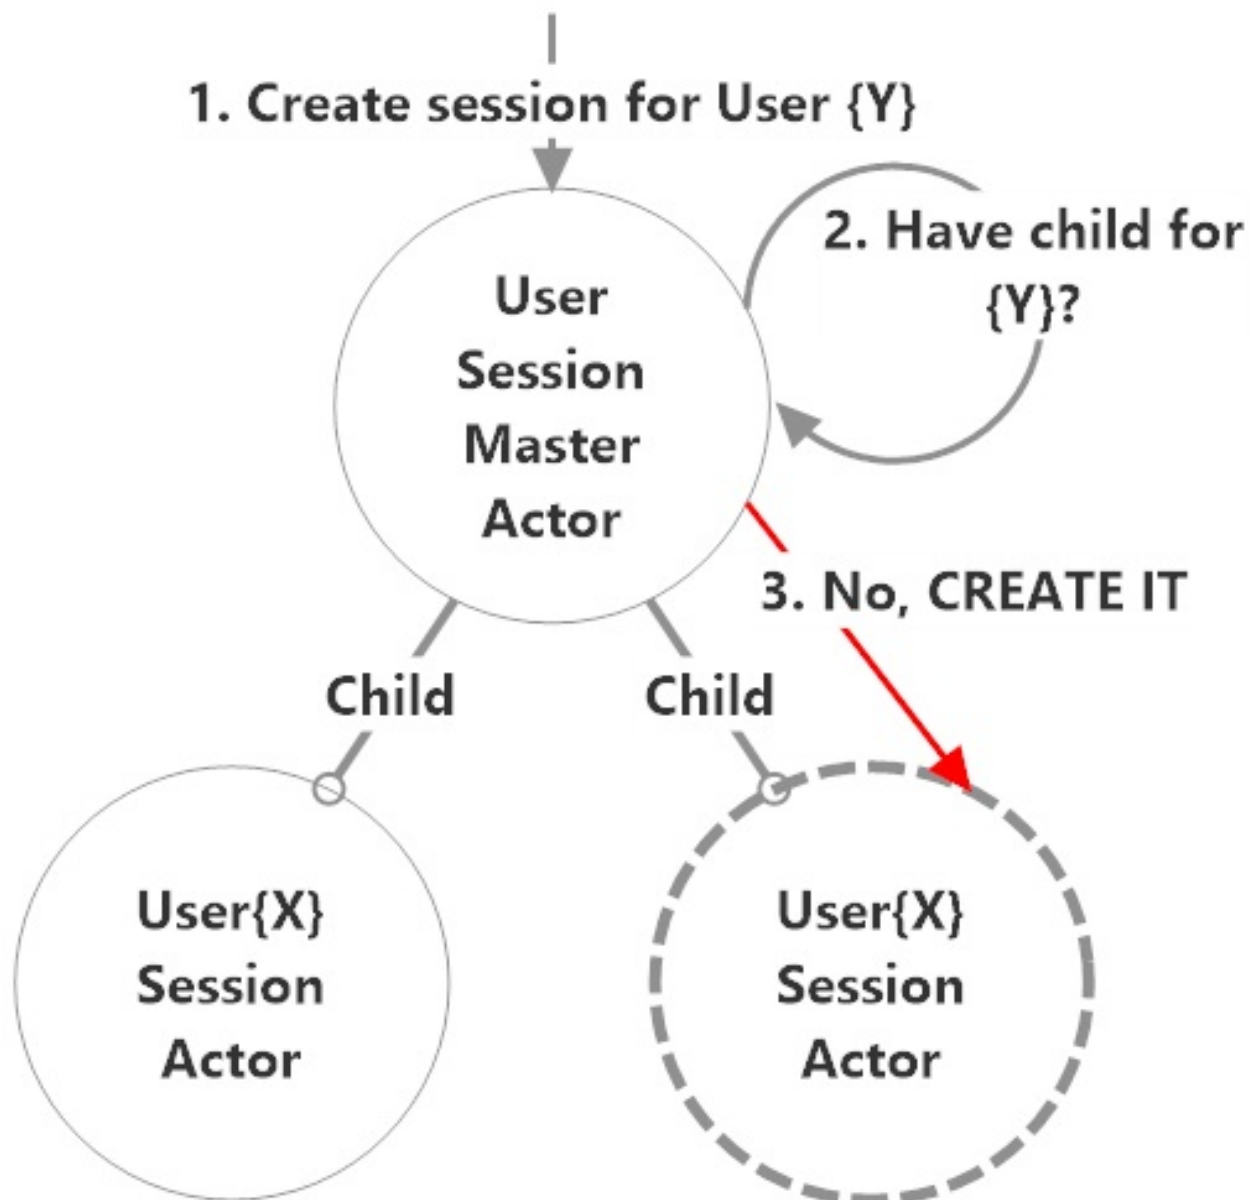 1. Create session for User {Y}
2. Have child for
{Y}?
User
Session
Master
Actor
3. No, CREATE IT
Child
Child
User{X}
Session
Actor
User{X}
Session
Actor